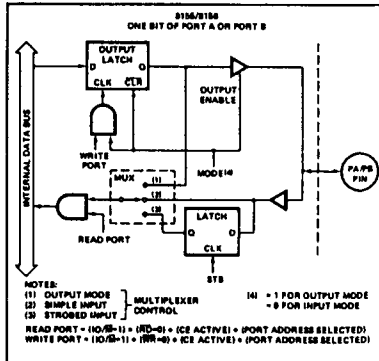 8155/8156
ONE BIT OF PORT A OR PORT B
OUTPUT
LATCH
D Q
CLK CLR
OUTPUT
ENABLE
WRITE
PORT
MODE(4)
INTERNAL DATA BUS
MUX
(1)
(2)
(3)
PA/PB
PIN
READ PORT
LATCH
Q D
CLK
STB
NOTES:
(1) OUTPUT MODE
(2) SIMPLE INPUT
(3) STROBED INPUT
MULTIPLEXER
CONTROL
(4) = 1 FOR OUTPUT MODE
= 0 FOR INPUT MODE
READ PORT = (IO/M̅=1) • (R̅D̅=0) • (CE ACTIVE) • (PORT ADDRESS SELECTED)
WRITE PORT = (IO/M̅=1) • (W̅R̅=0) • (CE ACTIVE) • (PORT ADDRESS SELECTED)